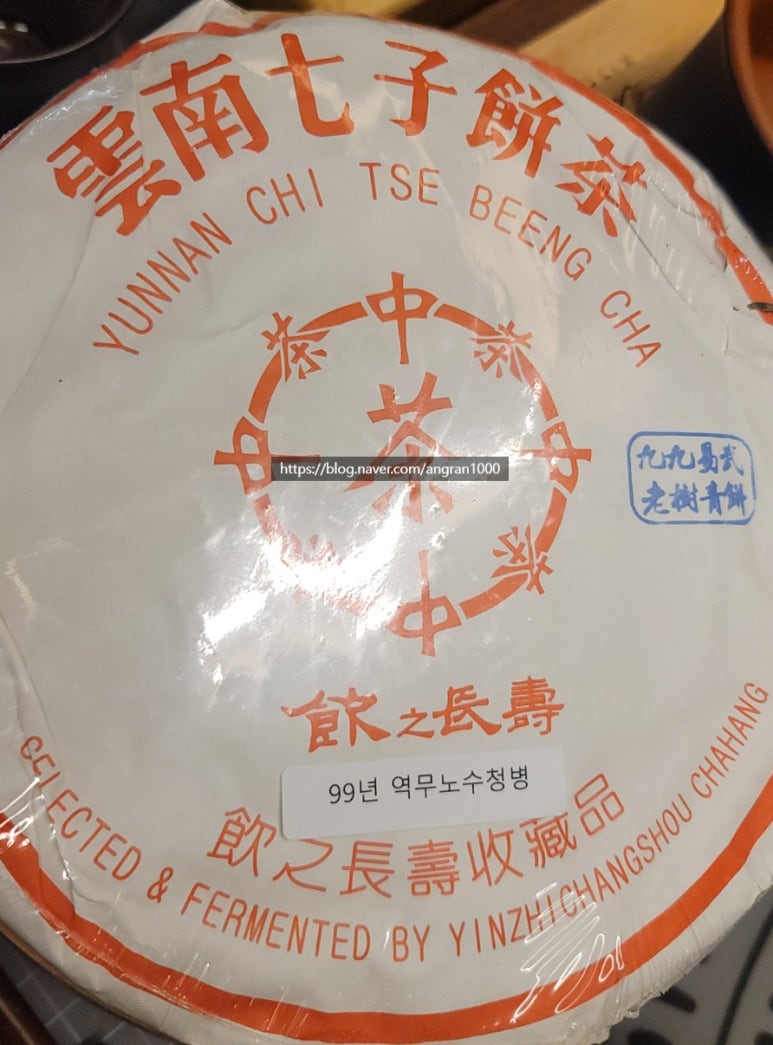 雲南七子餅茶
YUNNAN CHI TSE BEENG CHA
中
茶 茶
中 茶 中
https://blog.naver.com/angran1000
茶
中
九九易武
老樹青餅
飲之長壽
99년 역무노수청병
飲之長壽收藏品
SELECTED & FERMENTED BY YINZHICHANGSHOU CHAHANG